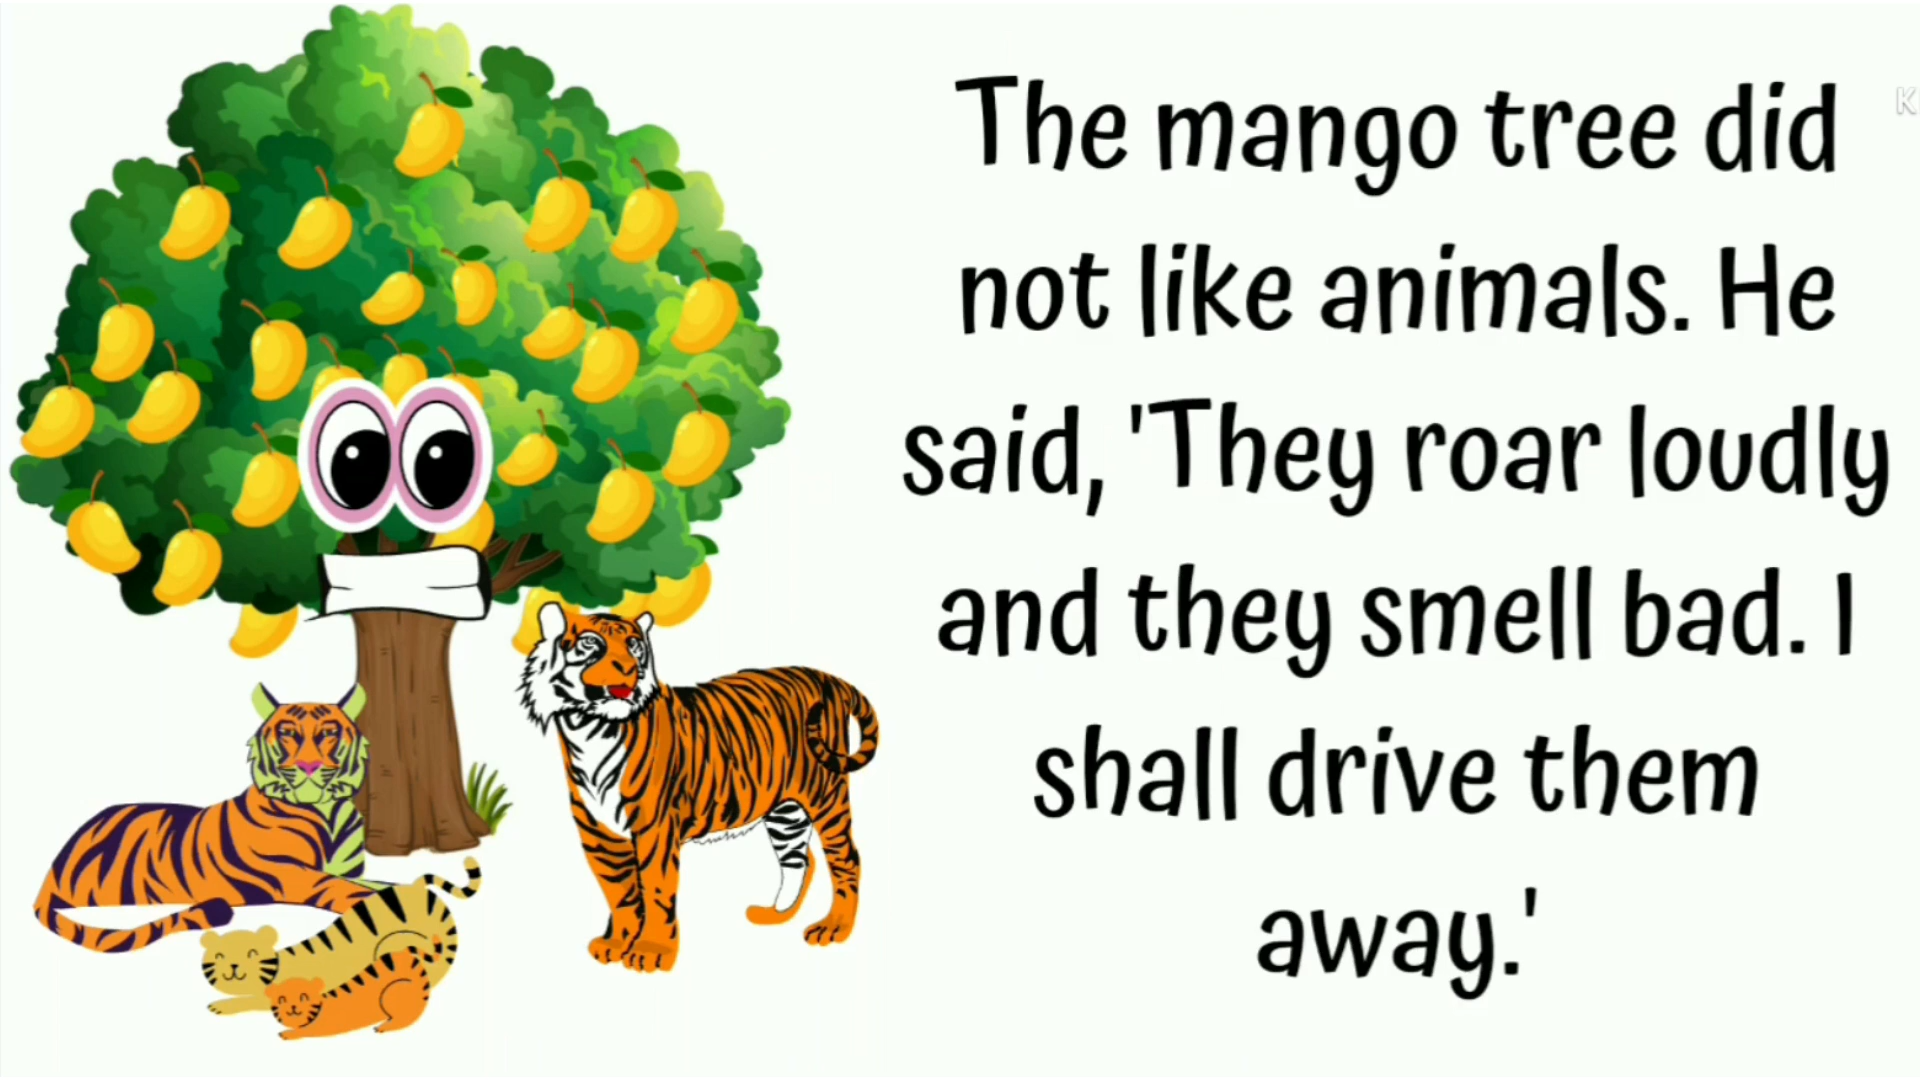 The mango tree did
not like animals. He
said, 'They roar loudly
and they smell bad. I
shall drive them
away.'
K